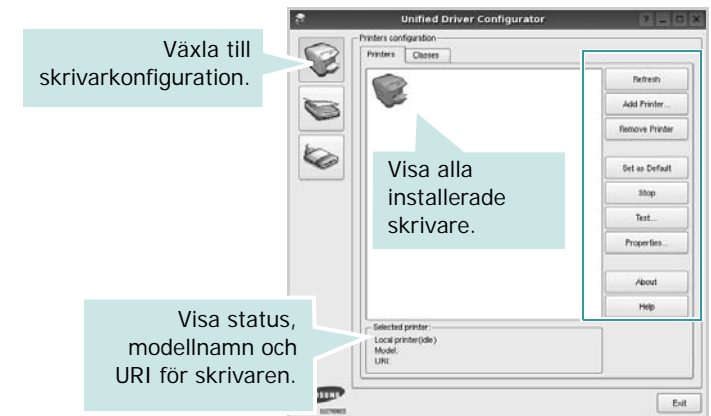 Unified Driver Configurator
Växla till
skrivarkonfiguration.
Printers configuration
Printers Classes
Refresh
Add Printer...
Remove Printer
Set as Default
Stop
Test...
Properties...
About
Help
Visa alla
installerade
skrivare.
Visa status,
modellnamn och
URI för skrivaren.
Selected printer:
Local printer(idle)
Model:
URI:
ELECTRONICS
Exit